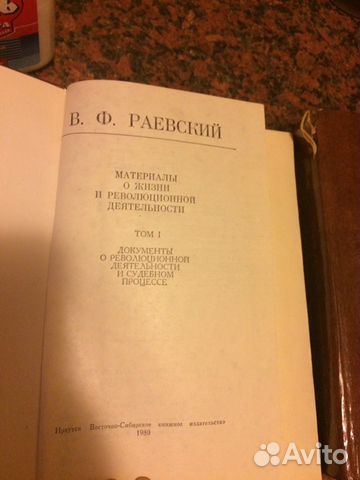 В. Ф. РАЕВСКИЙ
МАТЕРИАЛЫ
О ЖИЗНИ
И РЕВОЛЮЦИОННОЙ
ДЕЯТЕЛЬНОСТИ
ТОМ I
ДОКУМЕНТЫ
О РЕВОЛЮЦИОННОЙ
ДЕЯТЕЛЬНОСТИ
И СУДЕБНОМ
ПРОЦЕССЕ
Иркутск Восточно-Сибирское книжное издательство
1980
Avito